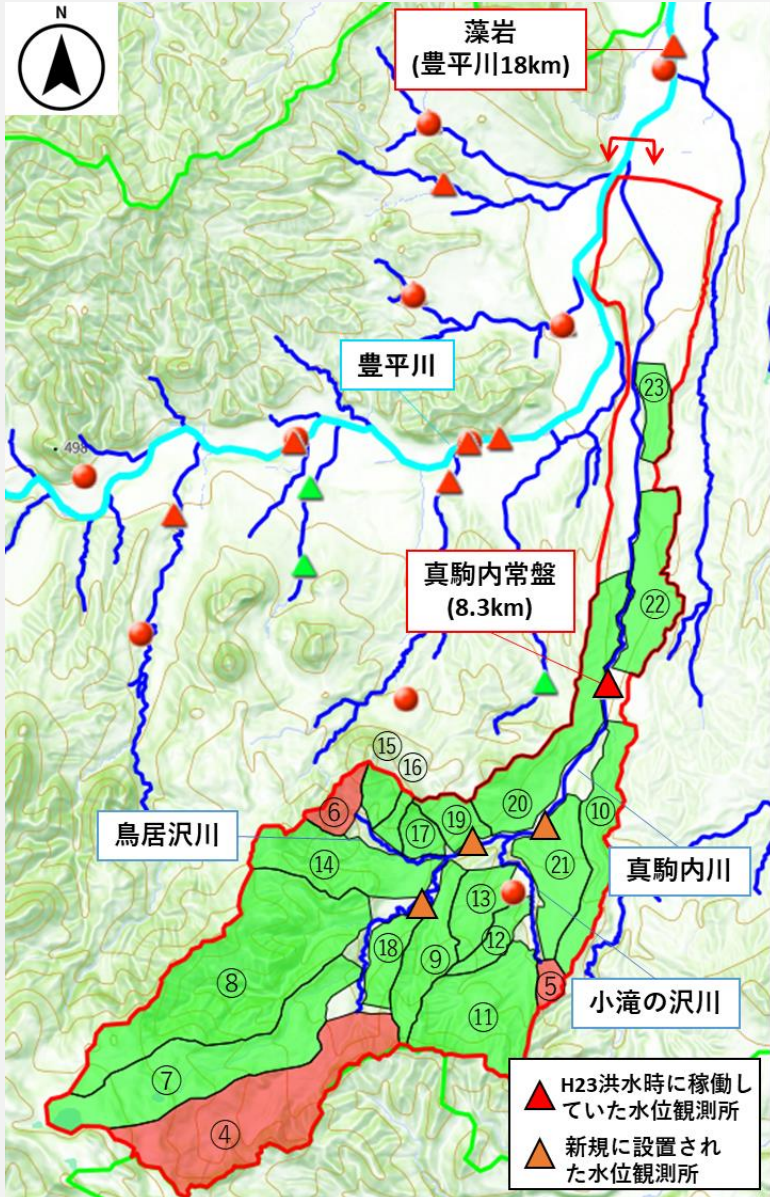 N
藻岩
(豊平川18km)
豊平川
㉓
真駒内常盤
(8.3km)
・498
㉒
⑮
⑯
⑥
⑰
⑲
⑳
⑩
鳥居沢川
⑭
㉑
真駒内川
⑬
⑫
⑱
⑨
⑧
⑤
小滝の沢川
⑪
⑦
④
H23洪水時に稼働し
ていた水位観測所
新規に設置され
た水位観測所